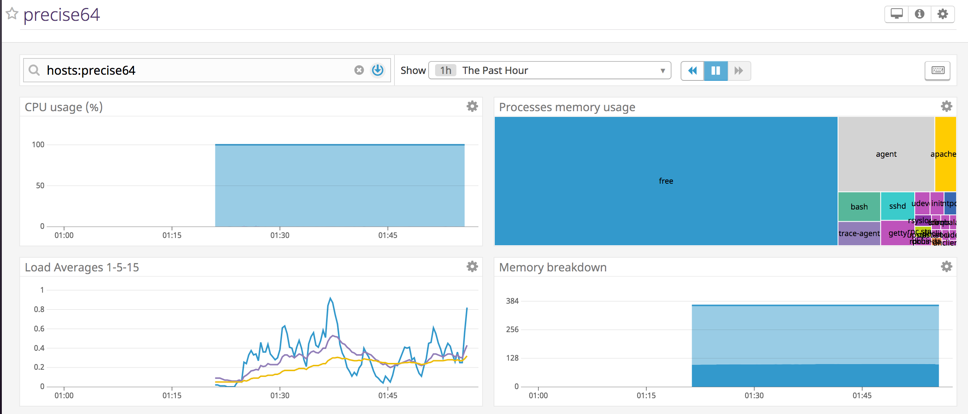 precise64
hosts:precise64
Show 1h The Past Hour
CPU usage (%)
100
50
0
01:00 01:15 01:30 01:45
Processes memory usage
free
agent
apache
bash
sshd
udev
init
ntpd
trace-agent
getty
Load Averages 1-5-15
1
0.8
0.6
0.4
0.2
0
01:00 01:15 01:30 01:45
Memory breakdown
384
256
128
0
01:00 01:15 01:30 01:45